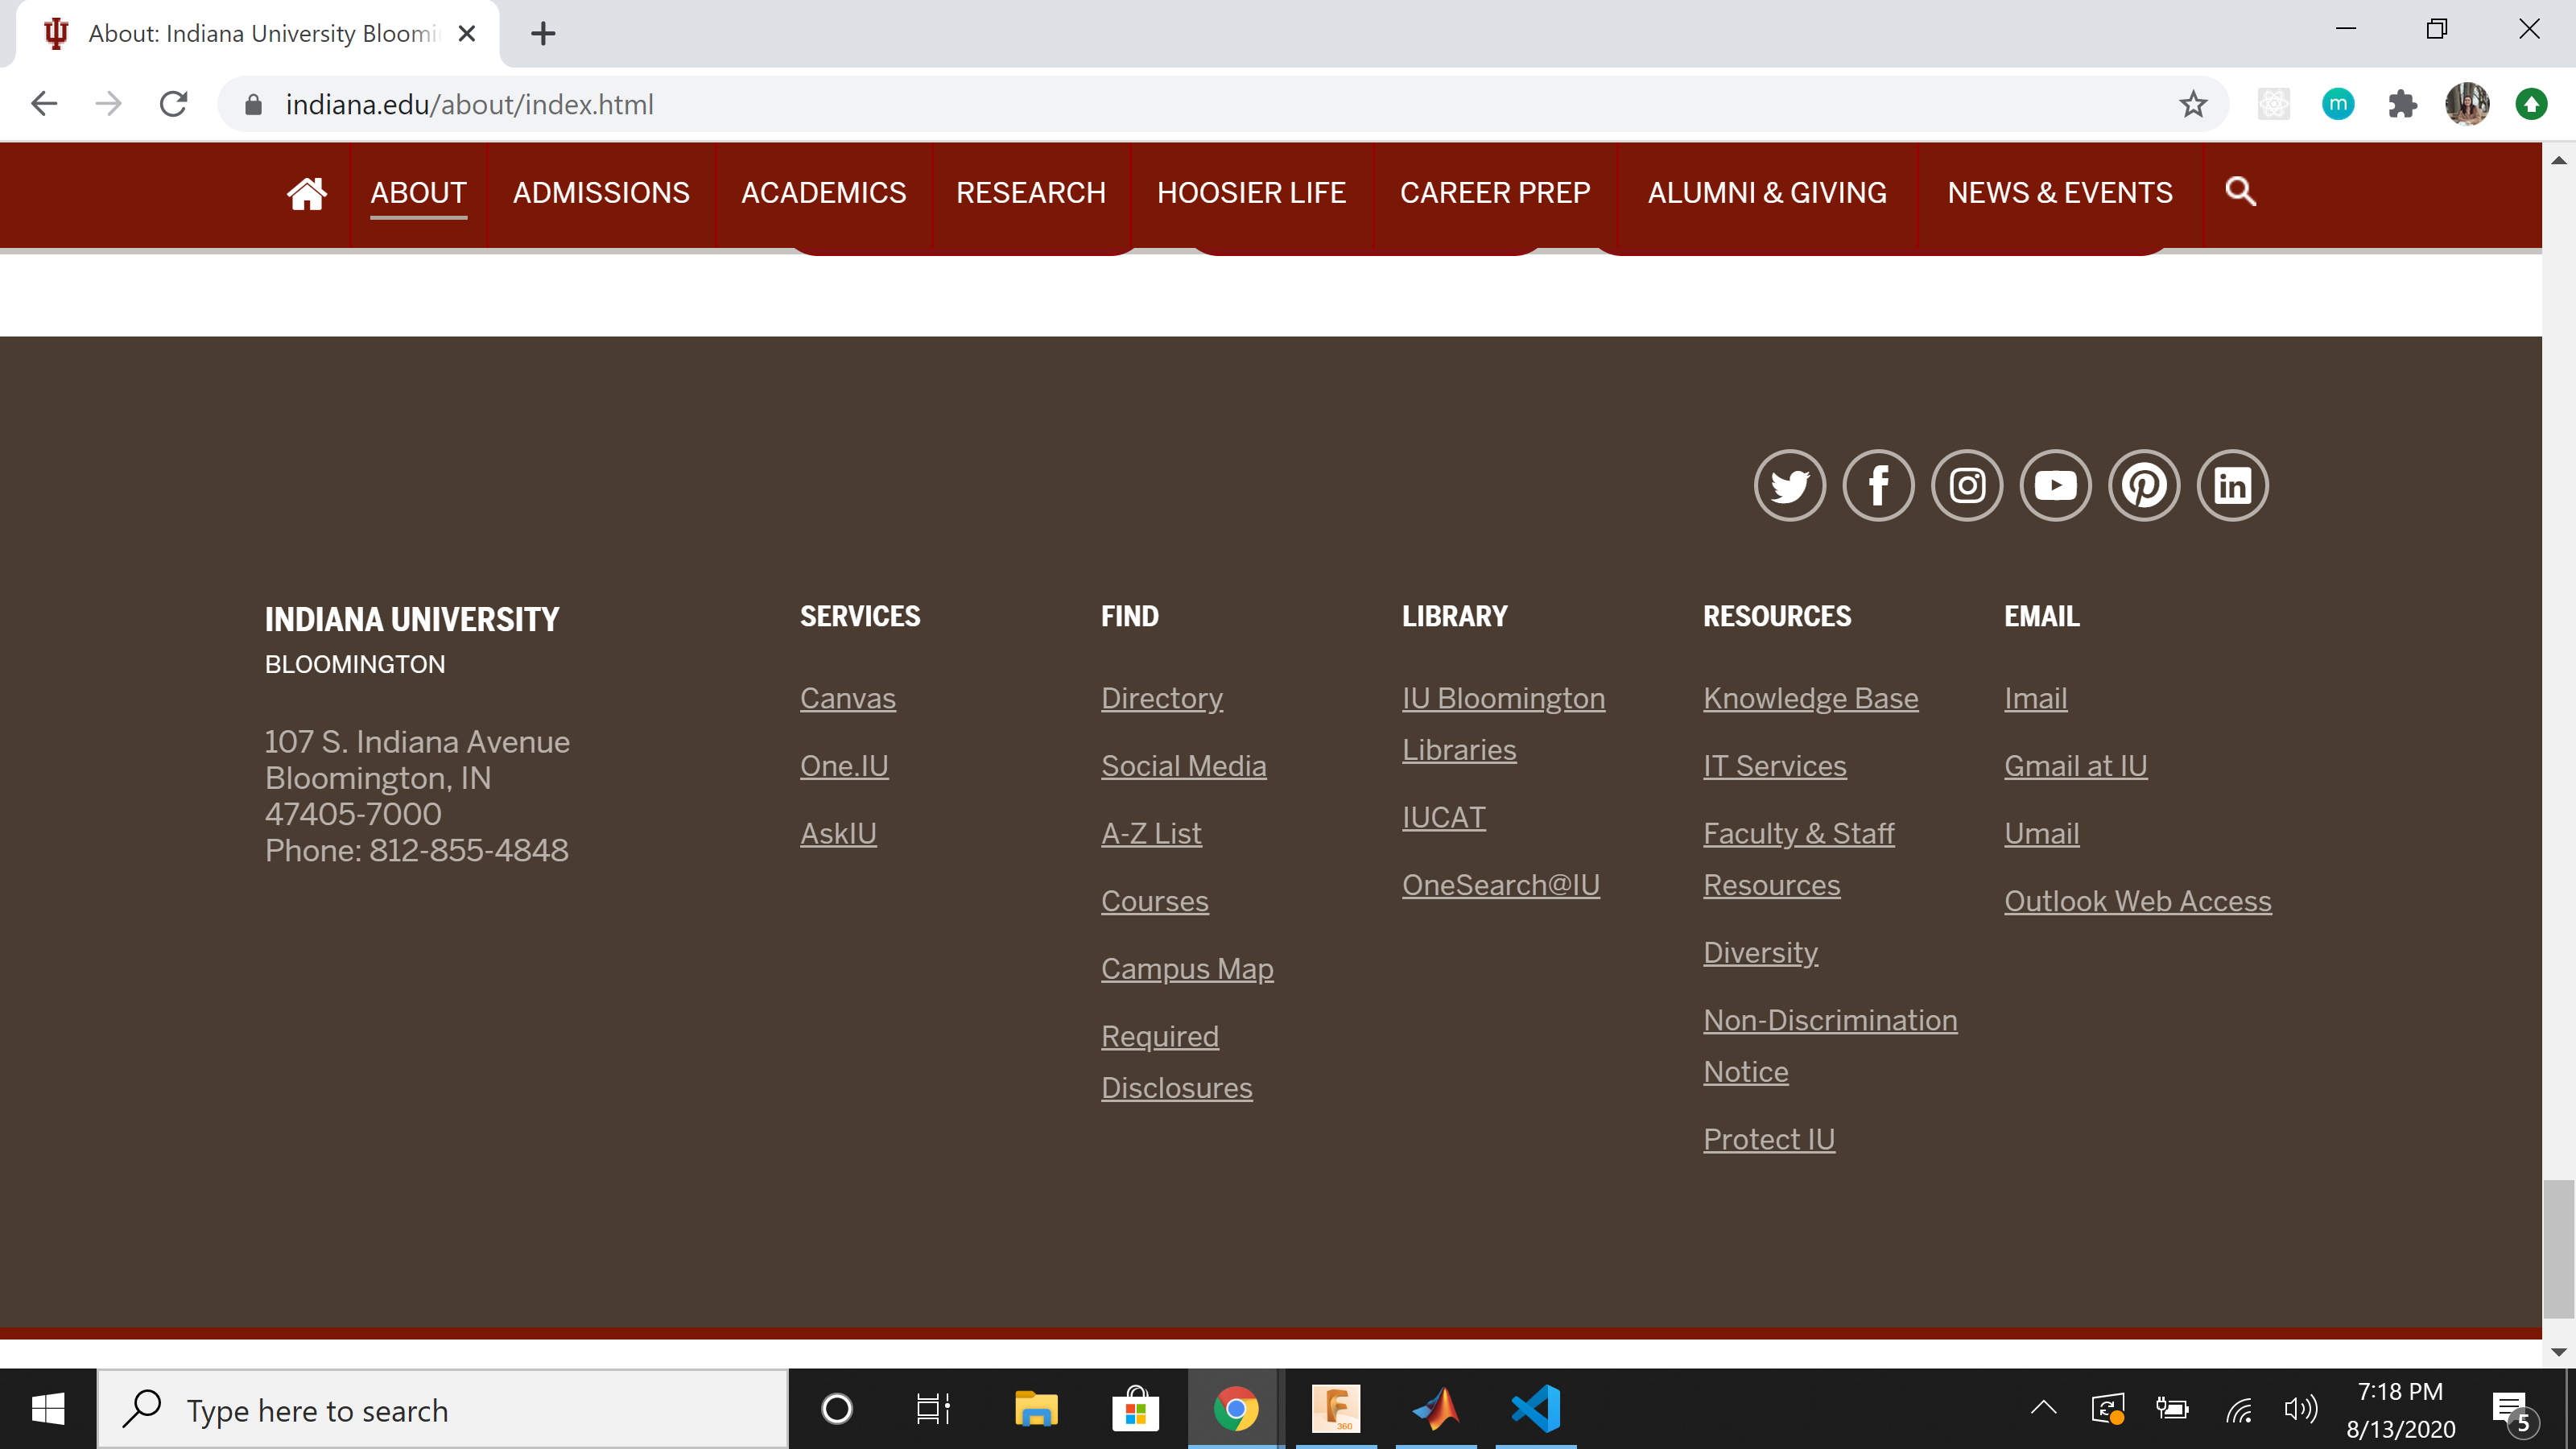 About: Indiana University Bloomi
indiana.edu/about/index.html
m
ABOUT
ADMISSIONS
ACADEMICS
RESEARCH
HOOSIER LIFE
CAREER PREP
ALUMNI & GIVING
NEWS & EVENTS
INDIANA UNIVERSITY
BLOOMINGTON
107 S. Indiana Avenue
Bloomington, IN
47405-7000
Phone: 812-855-4848
SERVICES
Canvas
One.IU
AskIU
FIND
Directory
Social Media
A-Z List
Courses
Campus Map
Required
Disclosures
LIBRARY
IU Bloomington
Libraries
IUCAT
OneSearch@IU
RESOURCES
Knowledge Base
IT Services
Faculty & Staff
Resources
Diversity
Non-Discrimination
Notice
Protect IU
EMAIL
Imail
Gmail at IU
Umail
Outlook Web Access
Type here to search
F
360
7:18 PM
8/13/2020
5